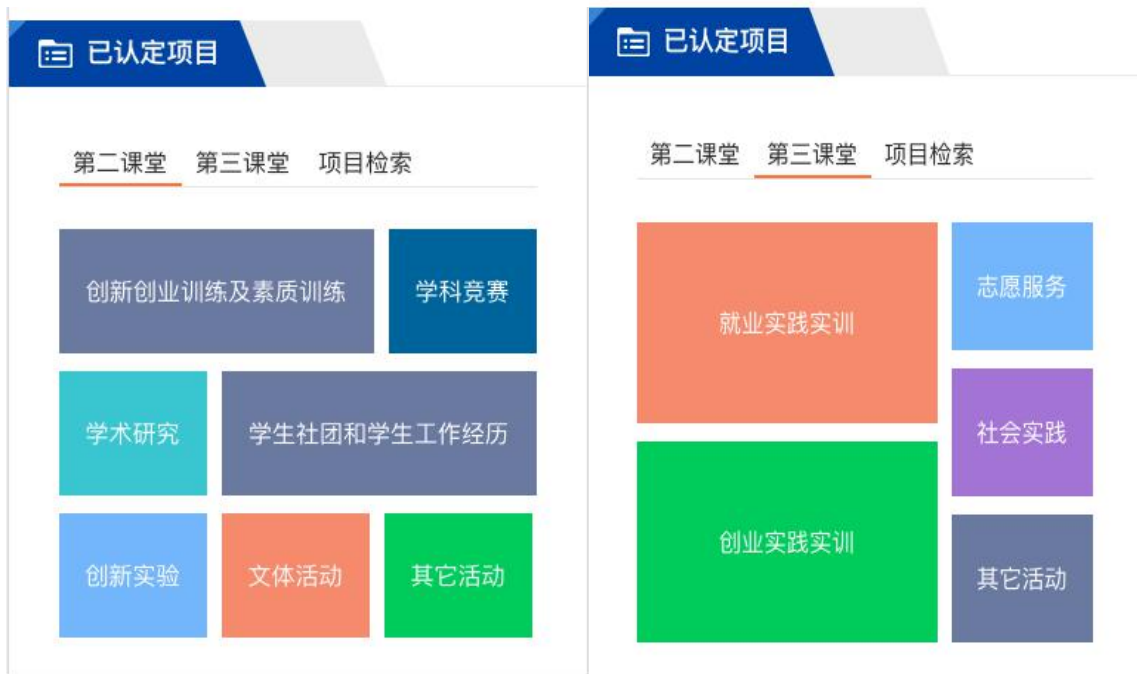 已认定项目
第二课堂 第三课堂 项目检索
创新创业训练及素质训练 学科竞赛
学术研究 学生社团和学生工作经历
创新实验 文体活动 其它活动
已认定项目
第二课堂 第三课堂 项目检索
就业实践实训
志愿服务
社会实践
创业实践实训
其它活动